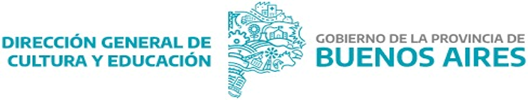 DIRECCIÓN GENERAL DE
CULTURA Y EDUCACIÓN
GOBIERNO DE LA PROVINCIA DE
BUENOS AIRES